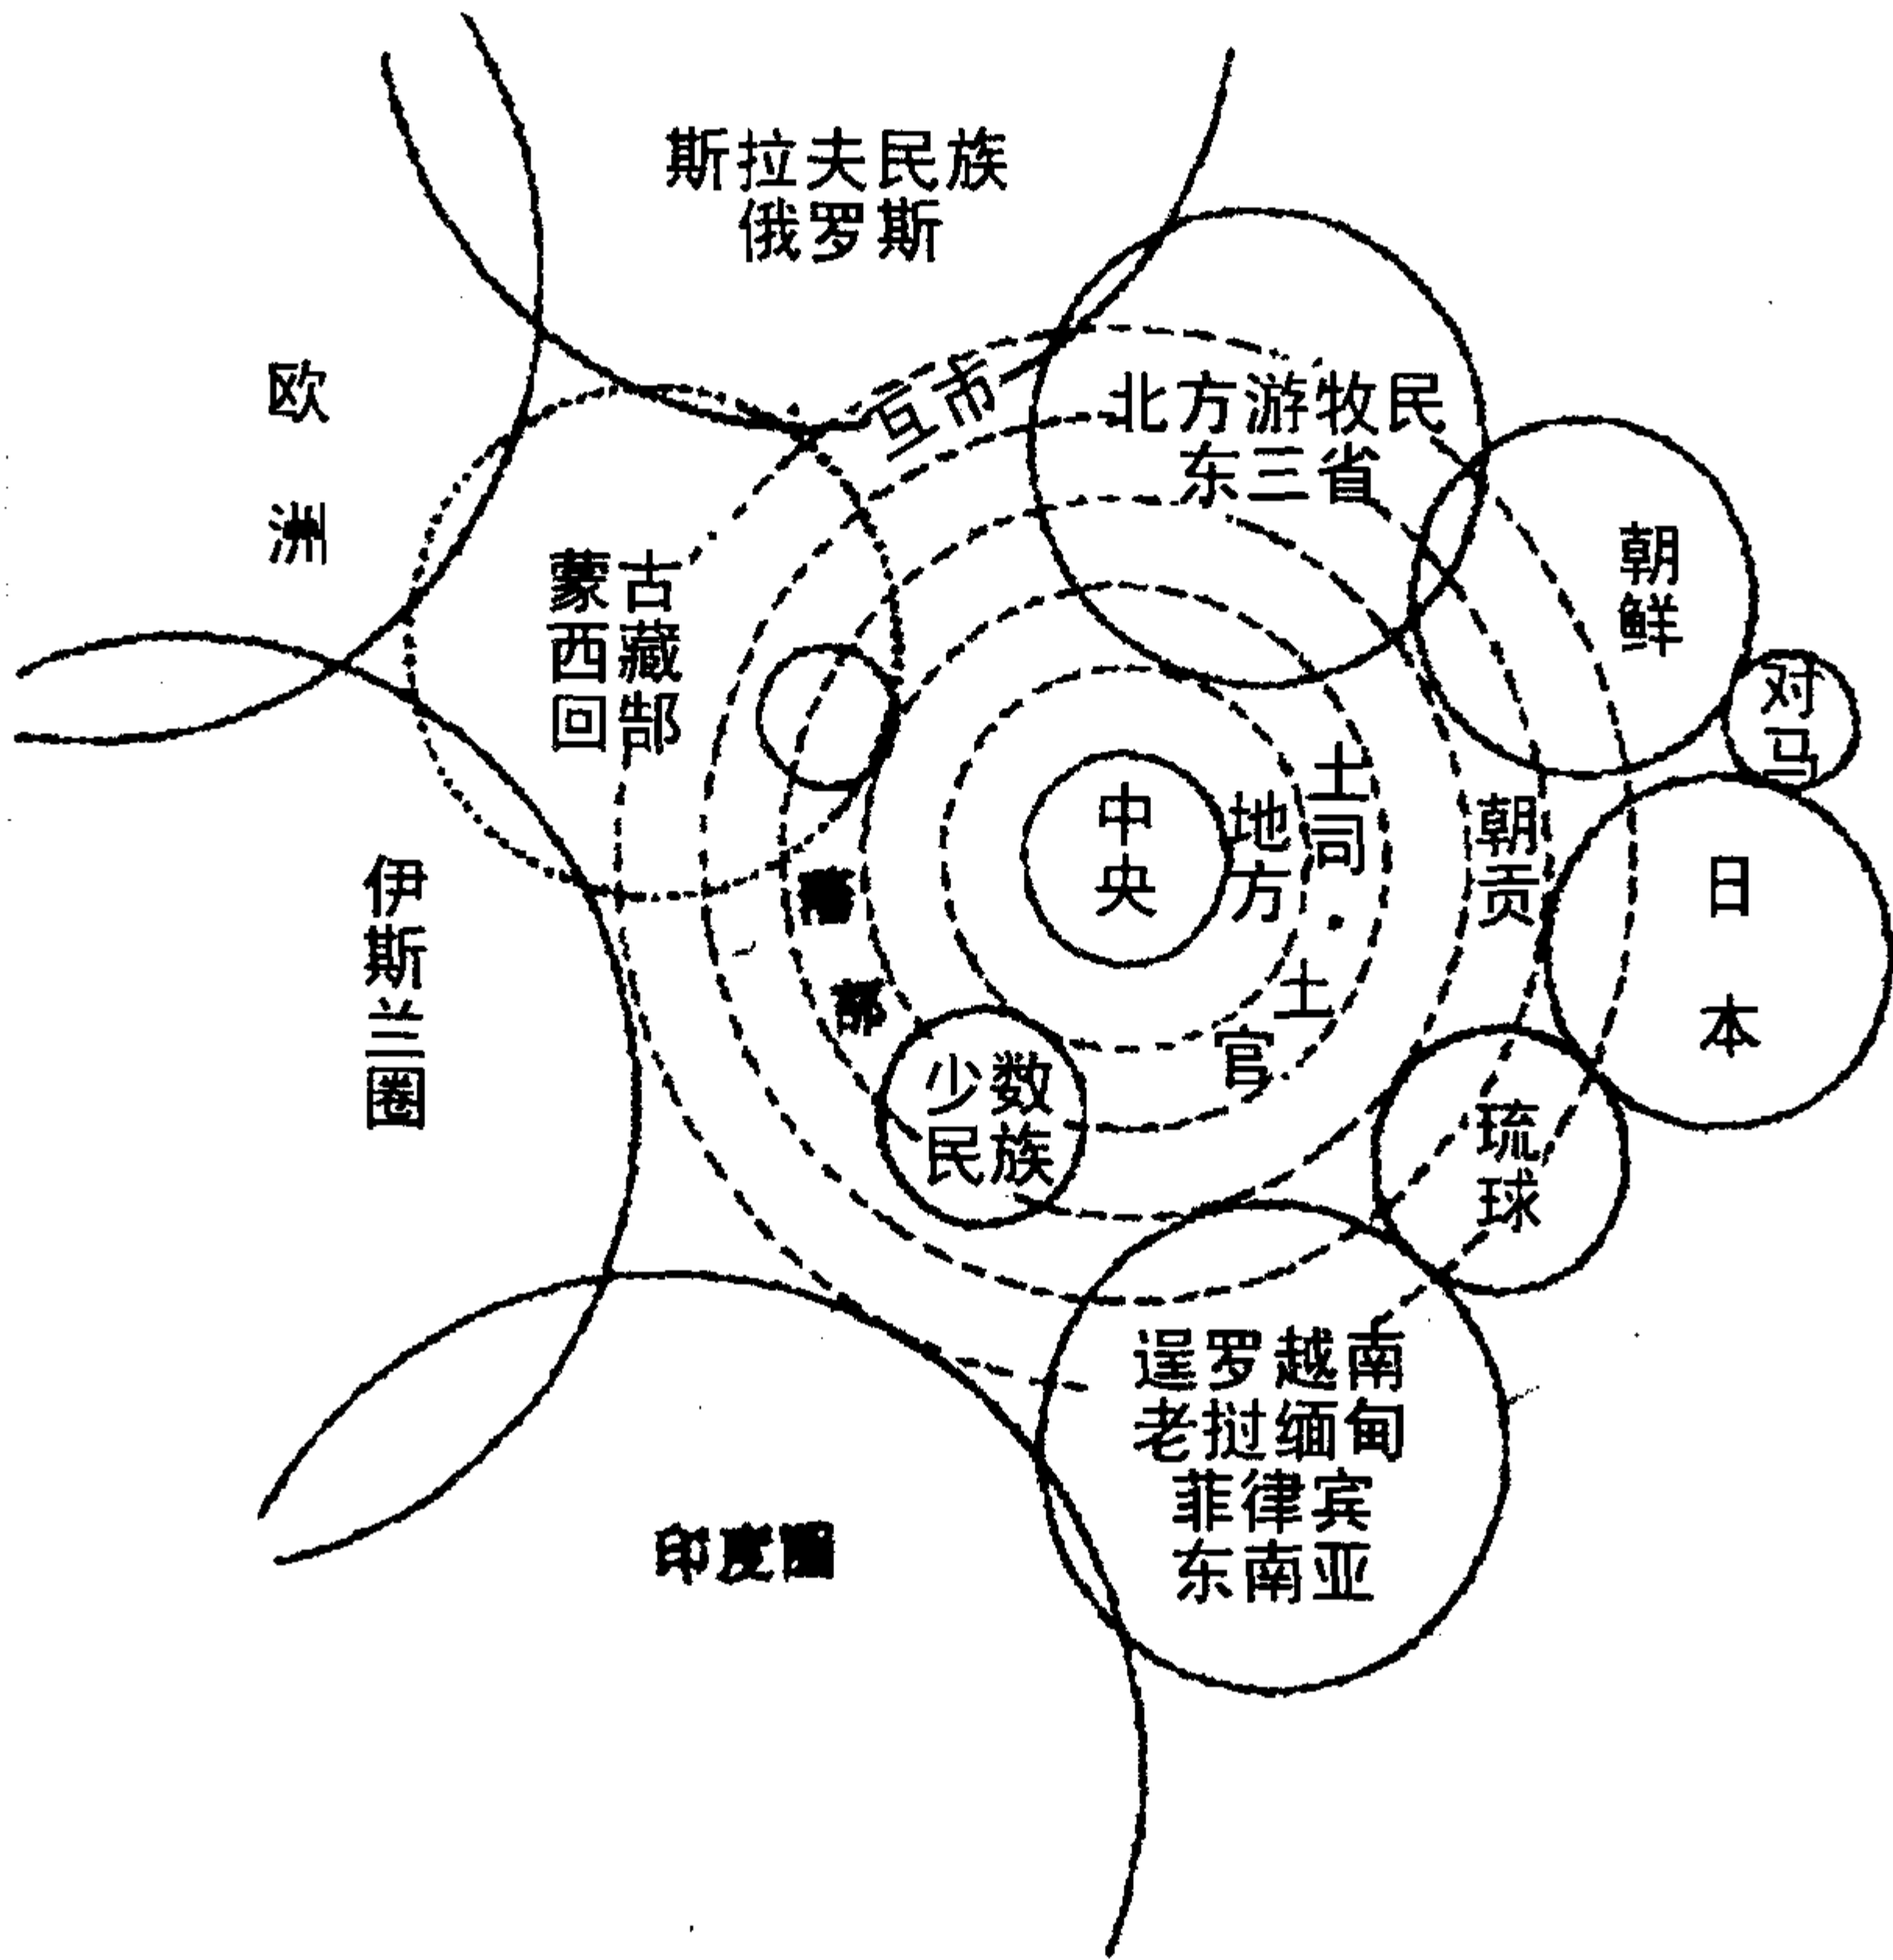 斯拉夫民族
俄罗斯
欧洲
互市
北方游牧民
东三省
朝鲜
对马
蒙古
西藏
回部
中央
地方
土司·土官
朝贡
日本
部
伊斯兰圈
少数
民族
琉球
暹罗越南
老挝缅甸
菲律宾
东南亚
印度圈